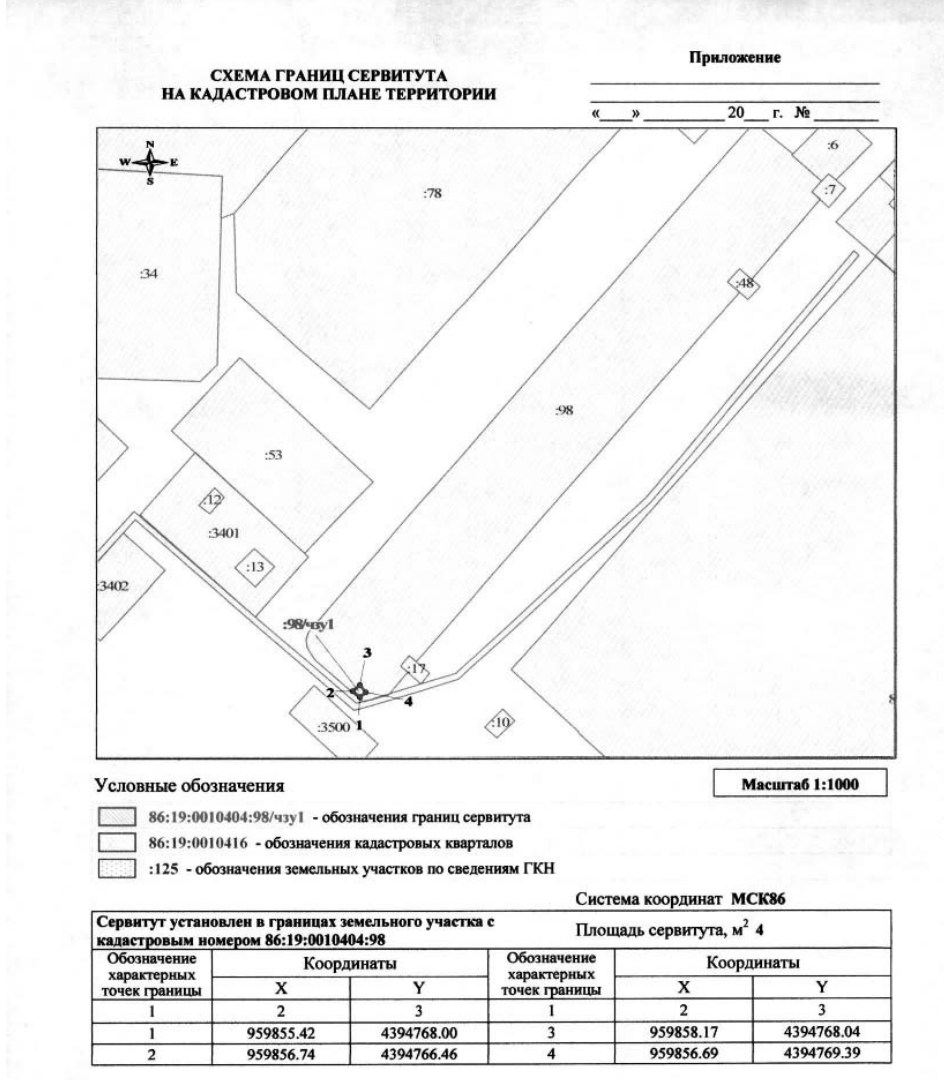 Приложение
СХЕМА ГРАНИЦ СЕРВИТУТА
НА КАДАСТРОВОМ ПЛАНЕ ТЕРРИТОРИИ
«____» __________ 20___ г. № ________
N
W E
S
:6
:7
:78
:34
:48
:98
:53
:12
:3401
:13
:3402
:98/чзу1
3
:17
2
4
:3500 1
:10
8
Условные обозначения
Масштаб 1:1000
86:19:0010404:98/чзу1 - обозначения границ сервитута
86:19:0010416 - обозначения кадастровых кварталов
:125 - обозначения земельных участков по сведениям ГКН
Система координат МСК86
Сервитут установлен в границах земельного участка с
кадастровым номером 86:19:0010404:98
Площадь сервитута, м² 4
Обозначение
характерных
точек границы
Координаты
Обозначение
характерных
точек границы
Координаты
X Y X Y
1 2 3 1 2 3
1 959855.42 4394768.00 3 959858.17 4394768.04
2 959856.74 4394766.46 4 959856.69 4394769.39